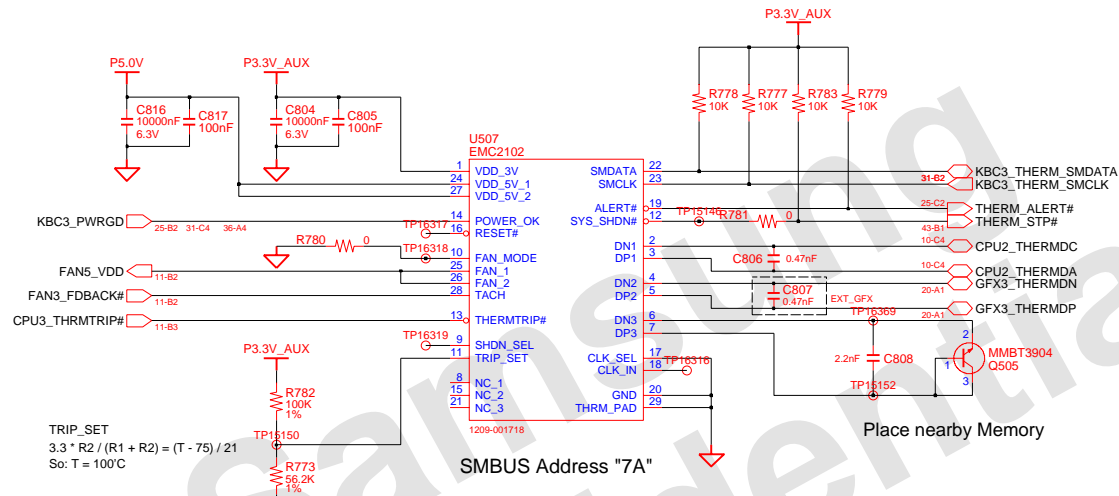 P3.3V_AUX
P5.0V
P3.3V_AUX
C816
10000nF
6.3V
C817
100nF
C804
10000nF
6.3V
C805
100nF
R778
10K
R777
10K
R783
10K
R779
10K
U507
EMC2102
1 VDD_3V
24 VDD_5V_1
27 VDD_5V_2
14 POWER_OK
16 RESET#
10 FAN_MODE
25 FAN_1
26 FAN_2
28 TACH
13 THERMTRIP#
9 SHDN_SEL
11 TRIP_SET
8 NC_1
15 NC_2
21 NC_3
SMDATA 22
SMCLK 23
ALERT# 19
SYS_SHDN# 12
DN1 2
DP1 3
DN2 4
DP2 5
DN3 6
DP3 7
CLK_SEL 17
CLK_IN 18
GND 20
THRM_PAD 29
1209-001718
KBC3_PWRGD
25-B2 31-C4 36-A4
TP16317
R780 0
TP16318
FAN5_VDD
11-B2
FAN3_FDBACK#
11-B2
CPU3_THRMTRIP#
11-B3
TP16319
P3.3V_AUX
R782
100K
1%
TP15150
R773
56.2K
1%
TRIP_SET
3.3 * R2 / (R1 + R2) = (T - 75) / 21
So: T = 100'C
KBC3_THERM_SMDATA
31-B2
KBC3_THERM_SMCLK
25-C2
THERM_ALERT#
TP15146
R781 0
THERM_STP#
43-B1
10-C4
CPU2_THERMDC
C806
0.47nF
10-C4
CPU2_THERMDA
GFX3_THERMDN
20-A1
C807
0.47nF
EXT_GFX
GFX3_THERMDP
20-A1
TP16369
2.2nF
C808
TP15152
TP16316
2
1
3
MMBT3904
Q505
Place nearby Memory
SMBUS Address "7A"
Samsung